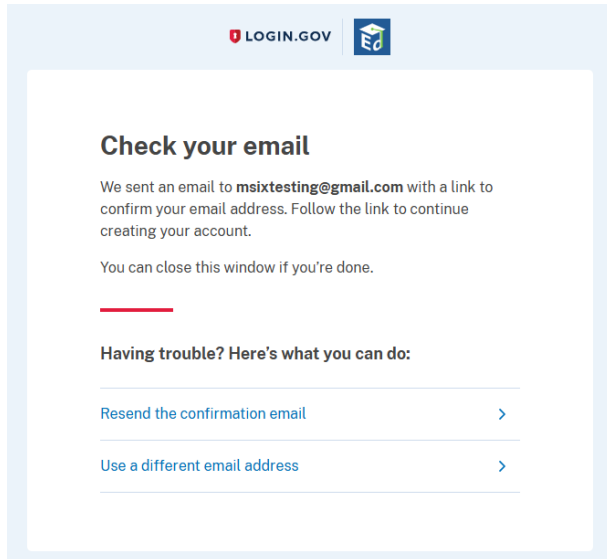 LOGIN.GOV
Ed
Check your email
We sent an email to msixtesting@gmail.com with a link to
confirm your email address. Follow the link to continue
creating your account.
You can close this window if you’re done.
Having trouble? Here’s what you can do:
Resend the confirmation email
Use a different email address